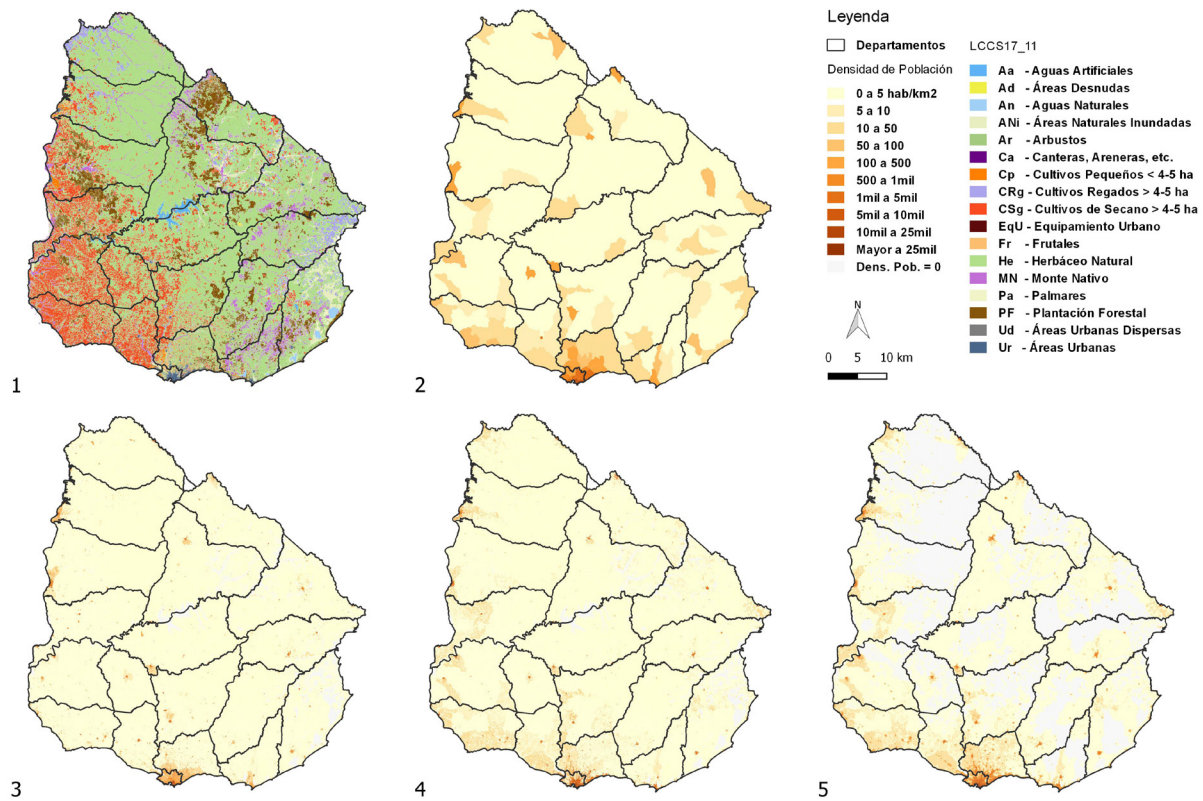 Leyenda
Departamentos
Densidad de Población
0 a 5 hab/km2
5 a 10
10 a 50
50 a 100
100 a 500
500 a 1mil
1mil a 5mil
5mil a 10mil
10mil a 25mil
Mayor a 25mil
Dens. Pob. = 0
N
0 5 10 km
LCCS17_11
Aa - Aguas Artificiales
Ad - Áreas Desnudas
An - Aguas Naturales
ANi - Áreas Naturales Inundadas
Ar - Arbustos
Ca - Canteras, Areneras, etc.
Cp - Cultivos Pequeños < 4-5 ha
CRg - Cultivos Regados > 4-5 ha
CSg - Cultivos de Secano > 4-5 ha
EqU - Equipamiento Urbano
Fr - Frutales
He - Herbáceo Natural
MN - Monte Nativo
Pa - Palmares
PF - Plantación Forestal
Ud - Áreas Urbanas Dispersas
Ur - Áreas Urbanas
1
2
3
4
5